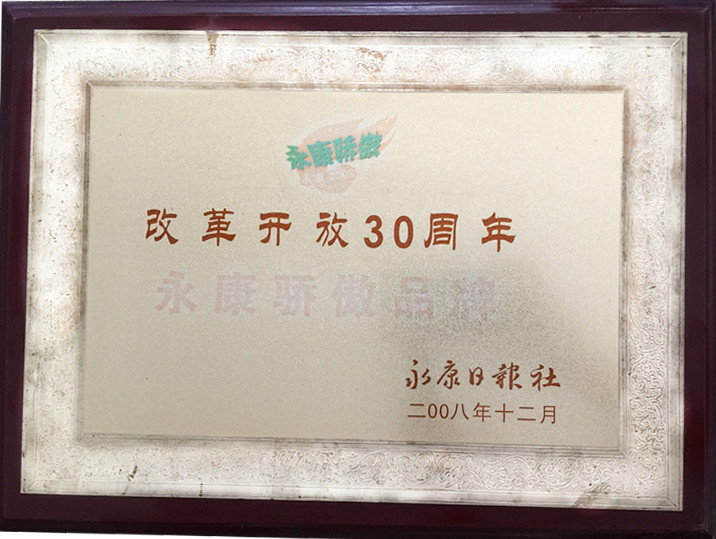 永康骄傲
改革开放30周年
永康骄傲品牌
永康日報社
二00八年十二月